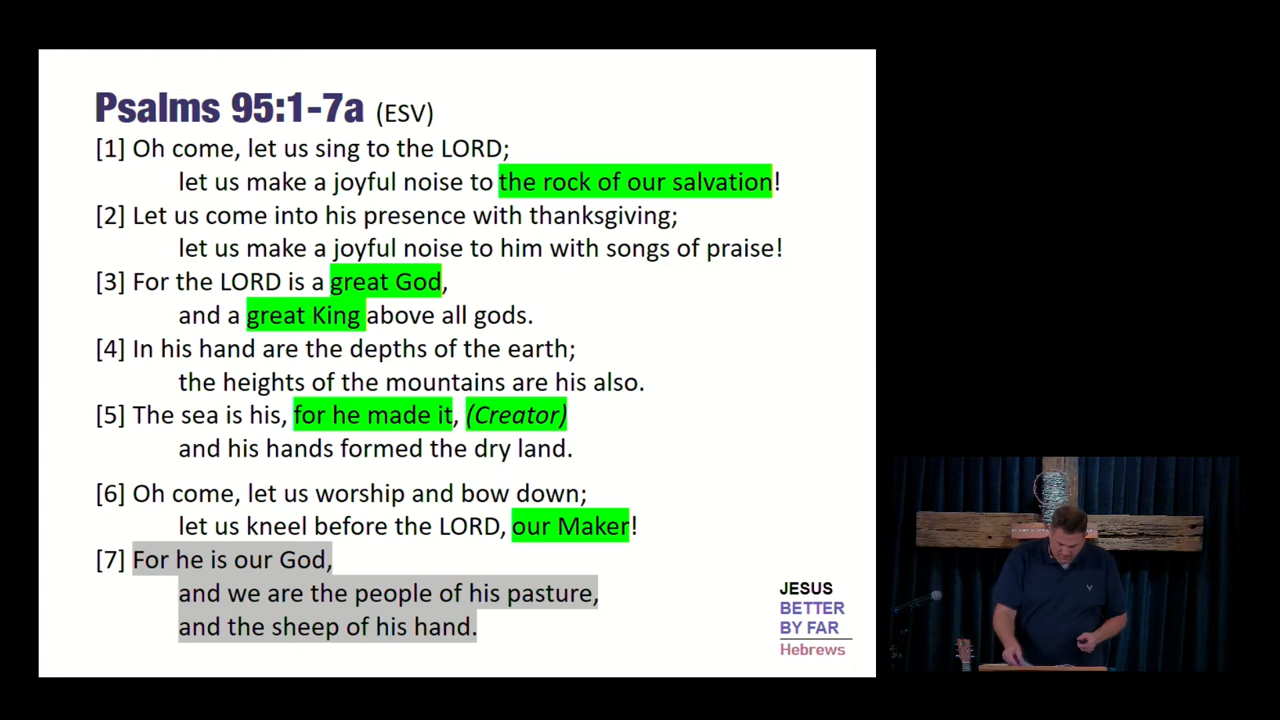 Psalms 95:1-7a (ESV)
[1] Oh come, let us sing to the LORD;
let us make a joyful noise to the rock of our salvation!
[2] Let us come into his presence with thanksgiving;
let us make a joyful noise to him with songs of praise!
[3] For the LORD is a great God,
and a great King above all gods.
[4] In his hand are the depths of the earth;
the heights of the mountains are his also.
[5] The sea is his, for he made it, (Creator)
and his hands formed the dry land.
[6] Oh come, let us worship and bow down;
let us kneel before the LORD, our Maker!
[7] For he is our God,
and we are the people of his pasture,
and the sheep of his hand.
JESUS
BETTER
BY FAR
Hebrews